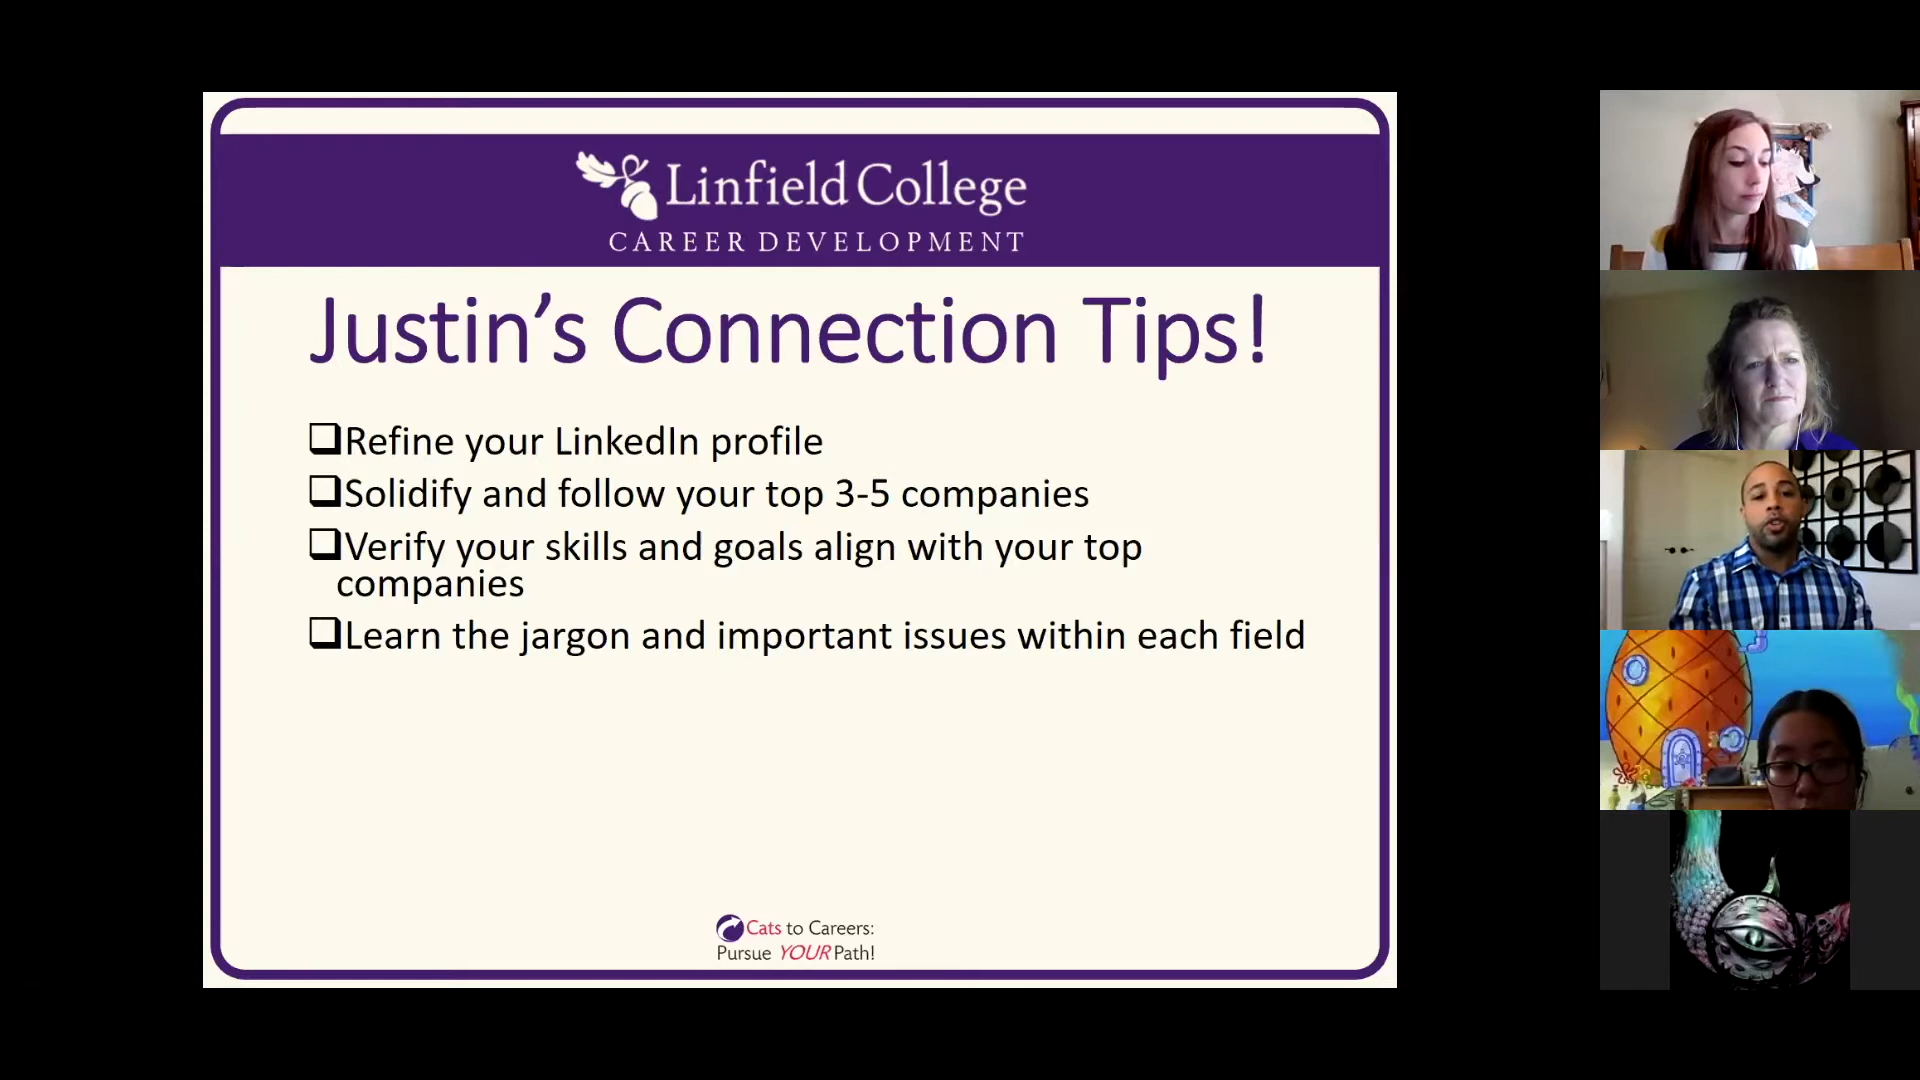 Linfield College
CAREER DEVELOPMENT
Justin's Connection Tips!
Refine your LinkedIn profile
Solidify and follow your top 3-5 companies
Verify your skills and goals align with your top
companies
Learn the jargon and important issues within each field
Cats to Careers:
Pursue YOUR Path!